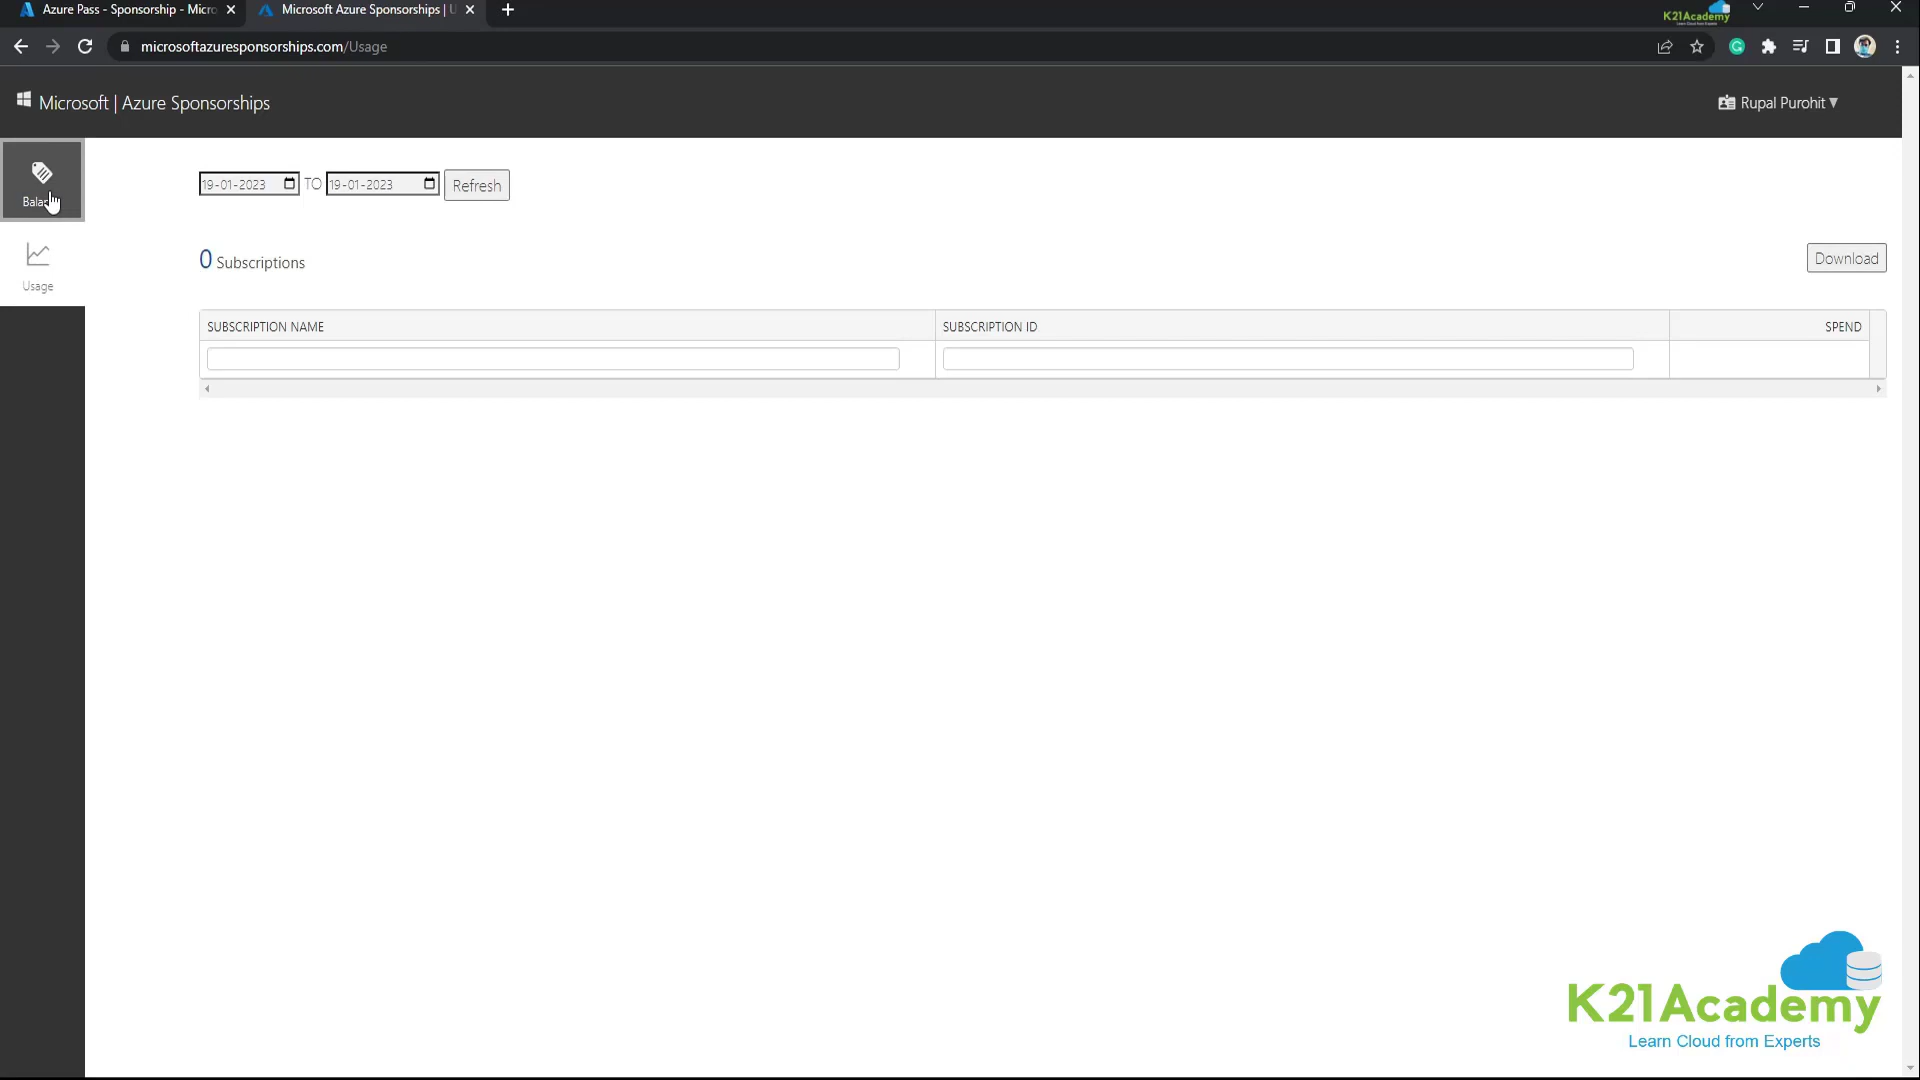 Azure Pass - Sponsorship - Micro
Microsoft Azure Sponsorships | U
K21Academy
microsoftazuresponsorships.com/Usage
Microsoft | Azure Sponsorships
Rupal Purohit
19-01-2023 TO 19-01-2023 Refresh
Usage
0 Subscriptions
Download
SUBSCRIPTION NAME SUBSCRIPTION ID SPEND
K21Academy
Learn Cloud from Experts